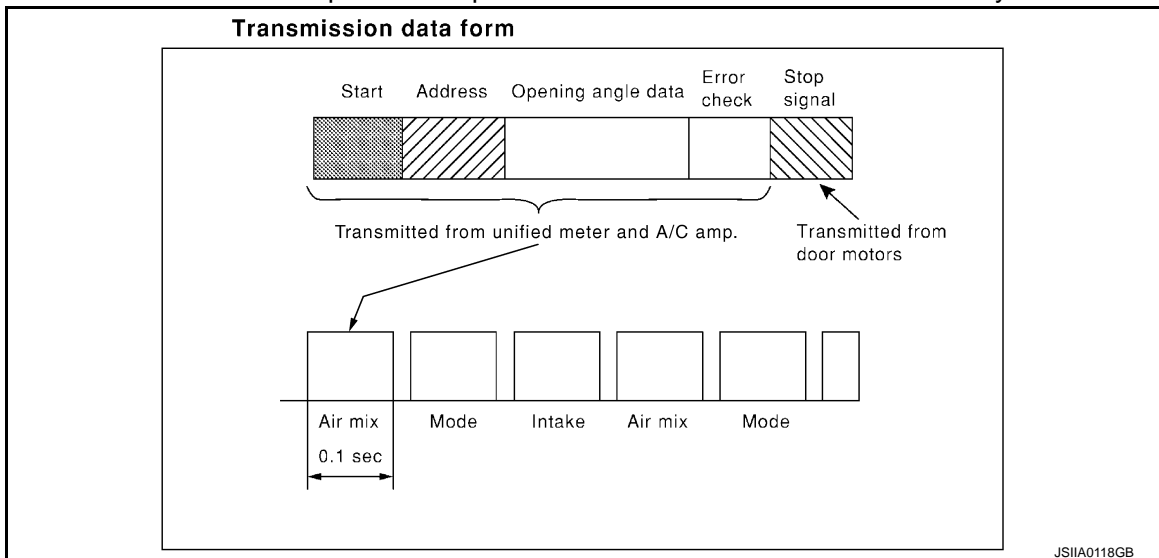 Transmission data form
Start Address Opening angle data Error check Stop signal
Transmitted from unified meter and A/C amp.
Transmitted from door motors
Air mix Mode Intake Air mix Mode
0.1 sec
JSIIA0118GB